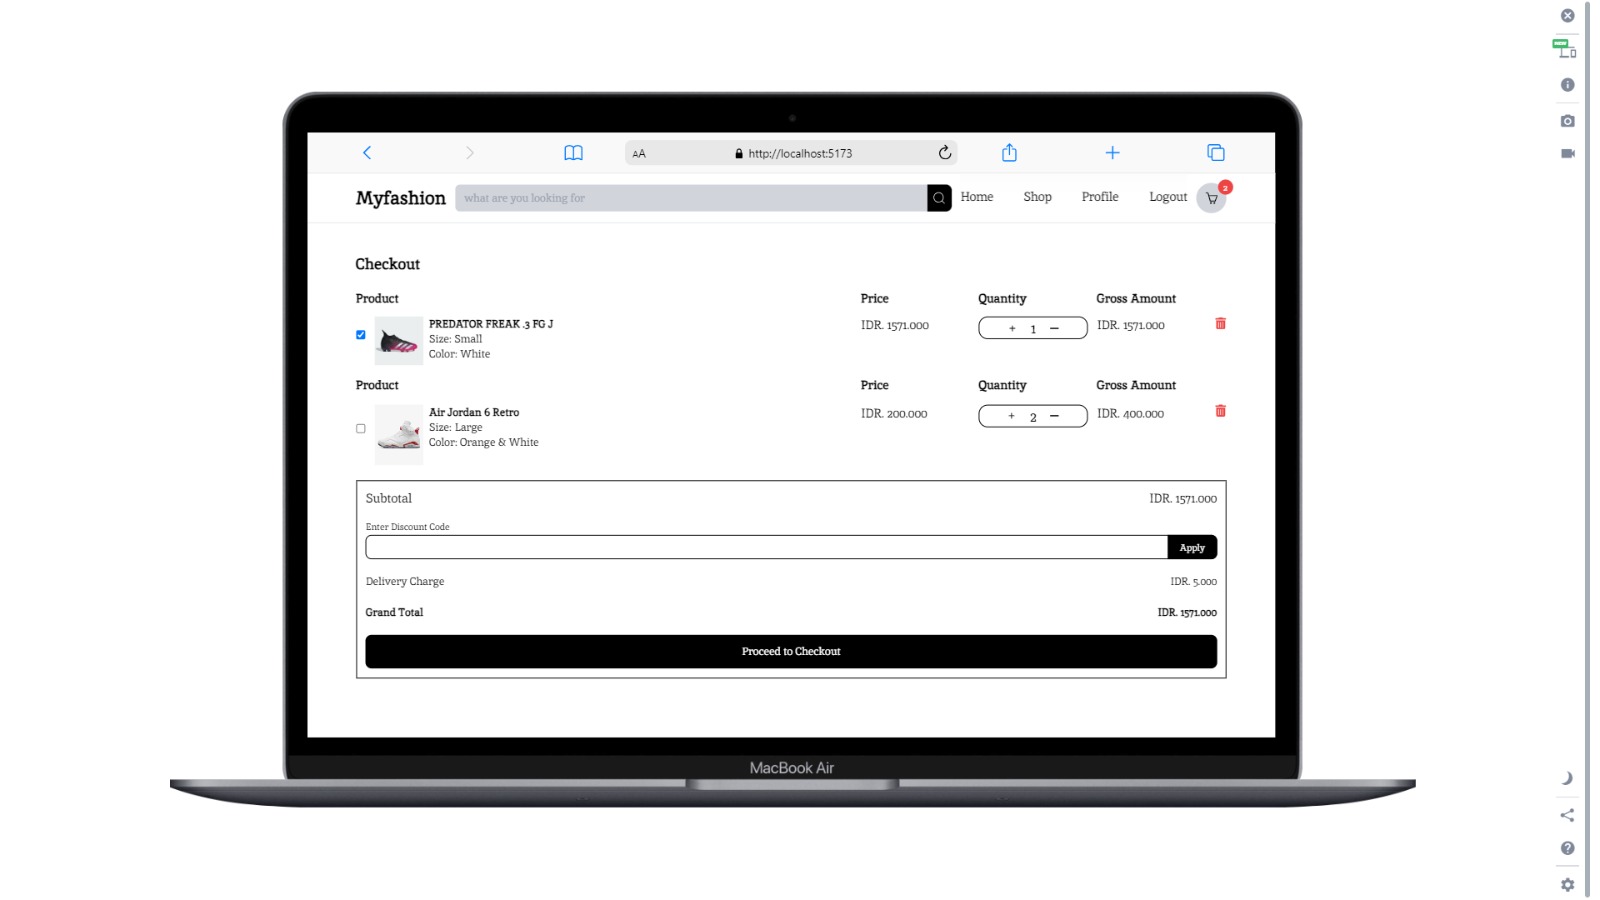 AA http://localhost:5173
Myfashion what are you looking for Home Shop Profile Logout 2
Checkout
Product Price Quantity Gross Amount
PREDATOR FREAK .3 FG J IDR. 1571.000 + 1 − IDR. 1571.000
Size: Small
Color: White
Product Price Quantity Gross Amount
Air Jordan 6 Retro IDR. 200.000 + 2 − IDR. 400.000
Size: Large
Color: Orange & White
Subtotal IDR. 1571.000
Enter Discount Code
Apply
Delivery Charge IDR. 5.000
Grand Total IDR. 1571.000
Proceed to Checkout
MacBook Air